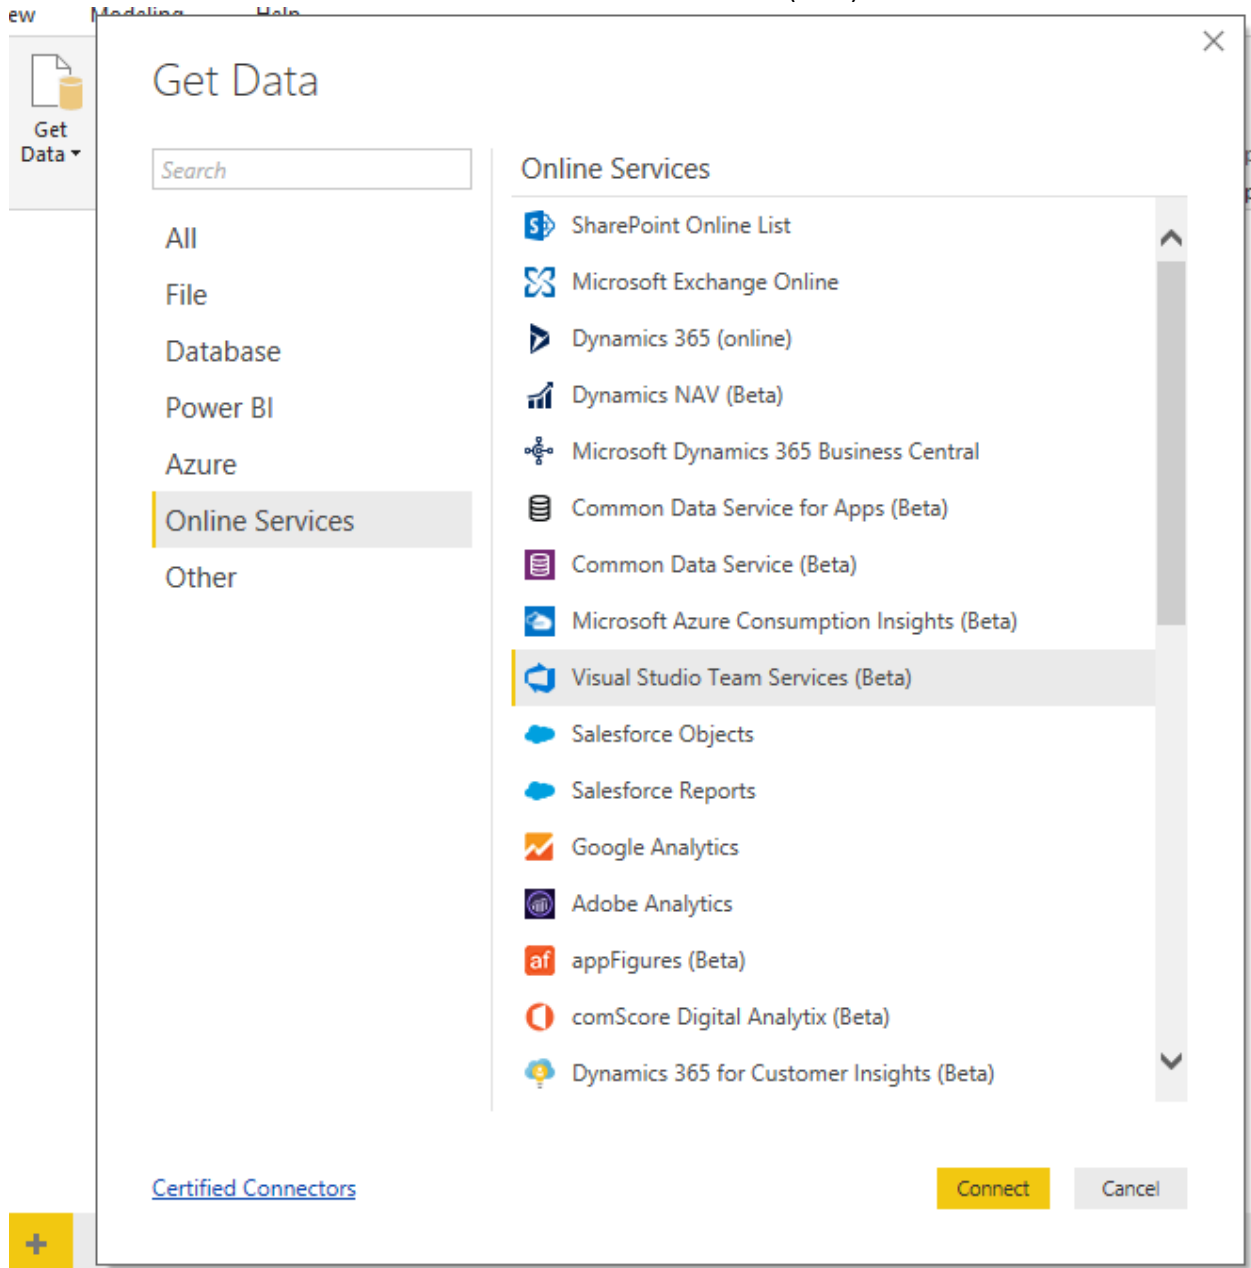 ew Modeling Help
Get Data
Get
Data
Search
Online Services
All
File
Database
Power BI
Azure
Online Services
Other
SharePoint Online List
Microsoft Exchange Online
Dynamics 365 (online)
Dynamics NAV (Beta)
Microsoft Dynamics 365 Business Central
Common Data Service for Apps (Beta)
Common Data Service (Beta)
Microsoft Azure Consumption Insights (Beta)
Visual Studio Team Services (Beta)
Salesforce Objects
Salesforce Reports
Google Analytics
Adobe Analytics
af appFigures (Beta)
comScore Digital Analytix (Beta)
Dynamics 365 for Customer Insights (Beta)
Certified Connectors
Connect
Cancel